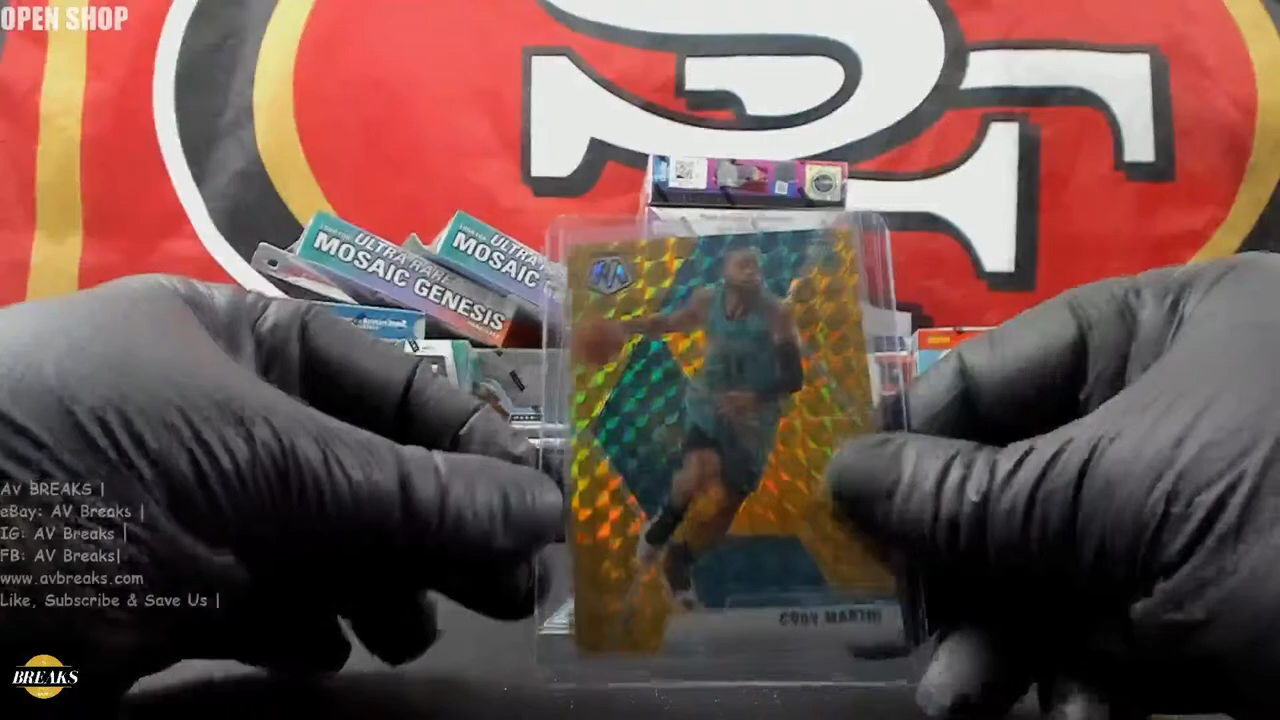 OPEN SHOP
ULTRA RARE
MOSAIC GENESIS
ULTRA
MOSAIC G
CODY MARTIN
AV BREAKS |
eBay: AV Breaks |
IG: AV Breaks |
FB: AV Breaks|
www.avbreaks.com
Like, Subscribe & Save Us |
BREAKS